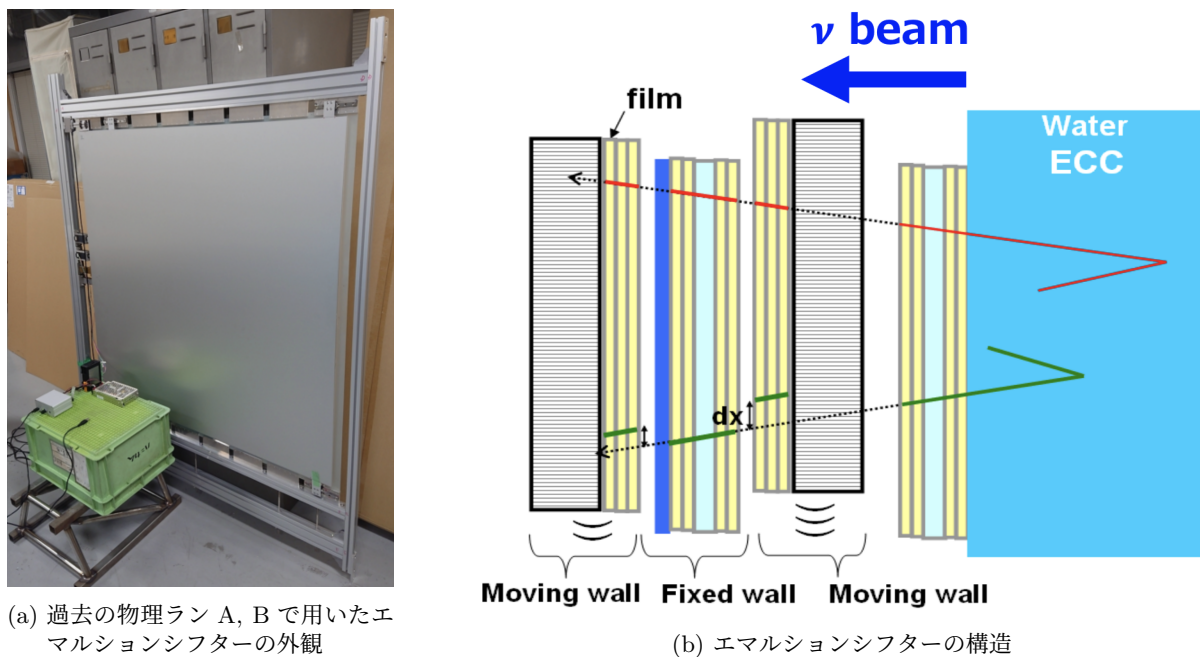 ν beam
film
Water
ECC
dx
Moving wall
Fixed wall
Moving wall
(a) 過去の物理ラン A, B で用いたエ
マルションシフターの外観
(b) エマルションシフターの構造